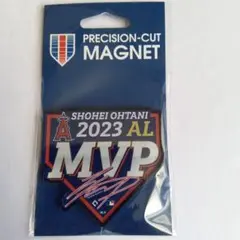 PRECISION-CUT
MAGNET
SHOHEI OHTANI
A 2023 AL
MVP